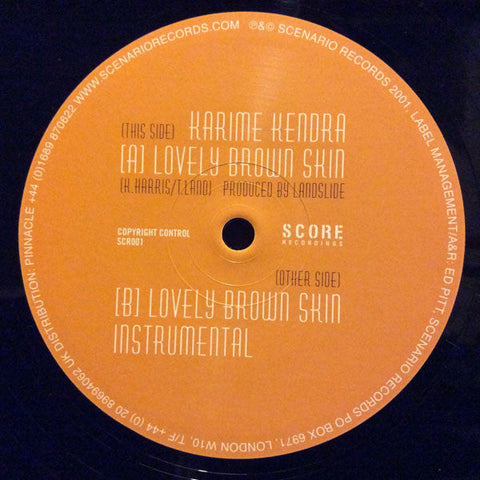 (THIS SIDE) KARIME KENDRA
[A] LOVELY BROWN SKIN
(K.HARRIS/T.LAND) PRODUCED BY LANDSLIDE
COPYRIGHT CONTROL
SCR001
SCORE
RECORDINGS
(OTHER SIDE)
[B] LOVELY BROWN SKIN
INSTRUMENTAL
℗&© SCENARIO RECORDS 2001. LABEL MANAGEMENT/A&R: ED PITT, SCENARIO RECORDS PO BOX 6971, LONDON W10, T/F +44 (0) 20 89694062 UK DISTRIBUTION: PINNACLE +44 (0)1689 870622 WWW.SCENARIORECORDS.COM